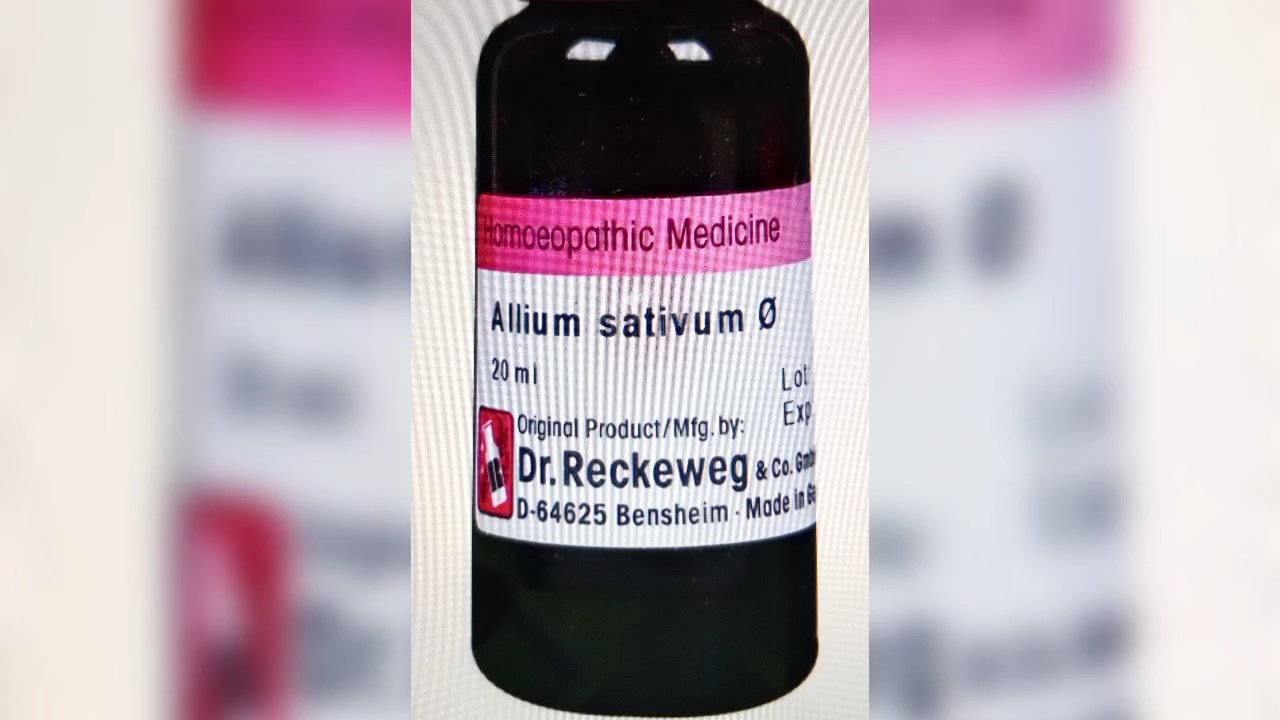 Homoeopathic Medicine
Allium sativum Ø
20 ml
Lot
Exp
Original Product/Mfg. by:
Dr. Reckeweg & Co.
D-64625 Bensheim · Made in